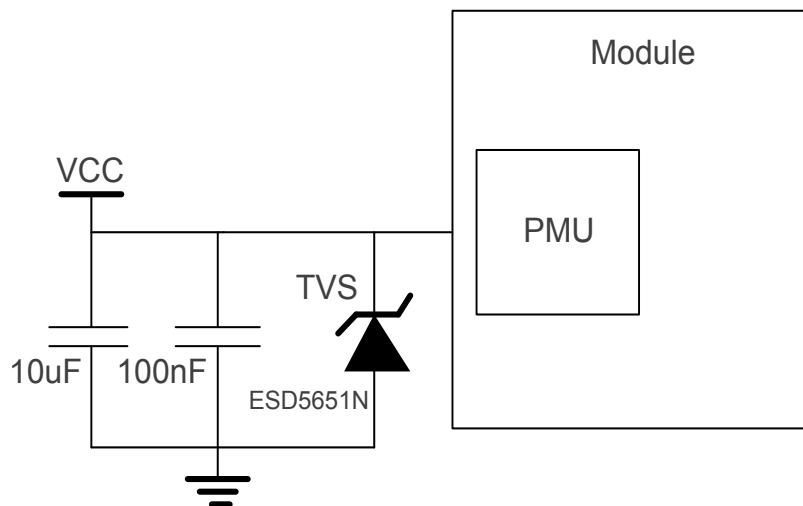 Module
VCC
PMU
TVS
10uF
100nF
ESD5651N